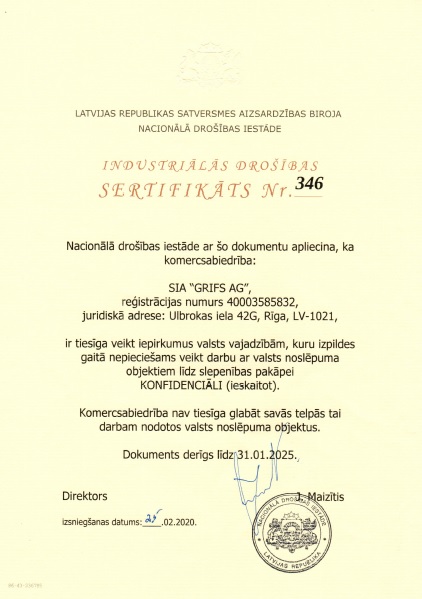 LATVIJAS REPUBLIKAS SATVERSMES AIZSARDZĪBAS BIROJA
NACIONĀLĀ DROŠĪBAS IESTĀDE
INDUSTRIĀLĀS DROŠĪBAS
SERTIFIKĀTS Nr. 346
Nacionālā drošības iestāde ar šo dokumentu apliecina, ka
komercsabiedrība:
SIA “GRIFS AG”,
reģistrācijas numurs 40003585832,
juridiskā adrese: Ulbrokas iela 42G, Rīga, LV-1021,
ir tiesīga veikt iepirkumus valsts vajadzībām, kuru izpildes
gaitā nepieciešams veikt darbu ar valsts noslēpuma
objektiem līdz slepenības pakāpei
KONFIDENCIĀLI (ieskaitot).
Komercsabiedrība nav tiesīga glabāt savās telpās tai
darbam nodotos valsts noslēpuma objektus.
Dokuments derīgs līdz 31.01.2025.
Direktors J. Maizītis
izsniegšanas datums: 25.02.2020.
NACIONĀLĀ DROŠĪBAS IESTĀDE
LATVIJAS REPUBLIKA